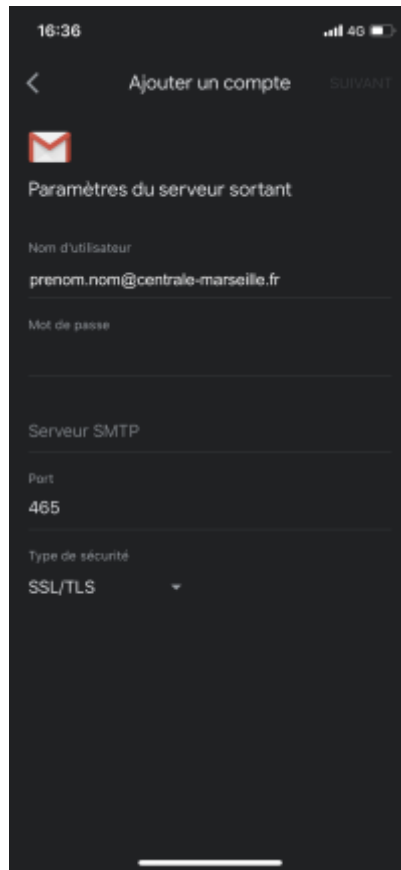 16:36
4G
Ajouter un compte
SUIVANT
Paramètres du serveur sortant
Nom d'utilisateur
prenom.nom@centrale-marseille.fr
Mot de passe
Serveur SMTP
Port
465
Type de sécurité
SSL/TLS